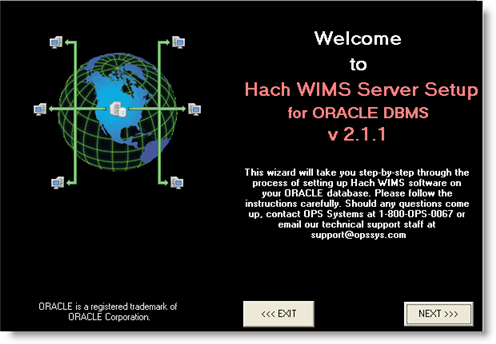 Welcome
to
Hach WIMS Server Setup
for ORACLE DBMS
v 2.1.1
This wizard will take you step-by-step through the
process of setting up Hach WIMS software on
your ORACLE database. Please follow the
instructions carefully. Should any questions come
up, contact OPS Systems at 1-800-OPS-0067 or
email our technical support staff at
support@opssys.com
ORACLE is a registered trademark of
ORACLE Corporation.
<<< EXIT
NEXT >>>